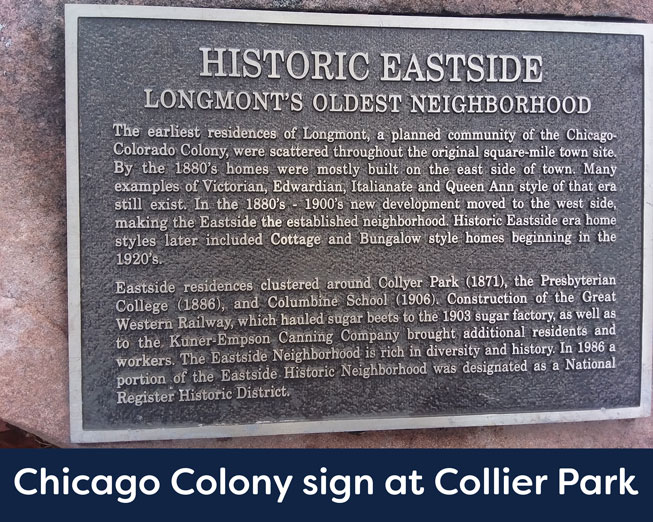 HISTORIC EASTSIDE
LONGMONT'S OLDEST NEIGHBORHOOD
The earliest residences of Longmont, a planned community of the Chicago-
Colorado Colony, were scattered throughout the original square-mile town site.
By the 1880's homes were mostly built on the east side of town. Many
examples of Victorian, Edwardian, Italianate and Queen Ann style of that era
still exist. In the 1880's - 1900's new development moved to the west side,
making the Eastside the established neighborhood. Historic Eastside era home
styles later included Cottage and Bungalow style homes beginning in the
1920's.
Eastside residences clustered around Collyer Park (1871), the Presbyterian
College (1886), and Columbine School (1906). Construction of the Great
Western Railway, which hauled sugar beets to the 1903 sugar factory, as well as
to the Kuner-Empson Canning Company brought additional residents and
workers. The Eastside Neighborhood is rich in diversity and history. In 1986 a
portion of the Eastside Historic Neighborhood was designated as a National
Register Historic District.
Chicago Colony sign at Collier Park